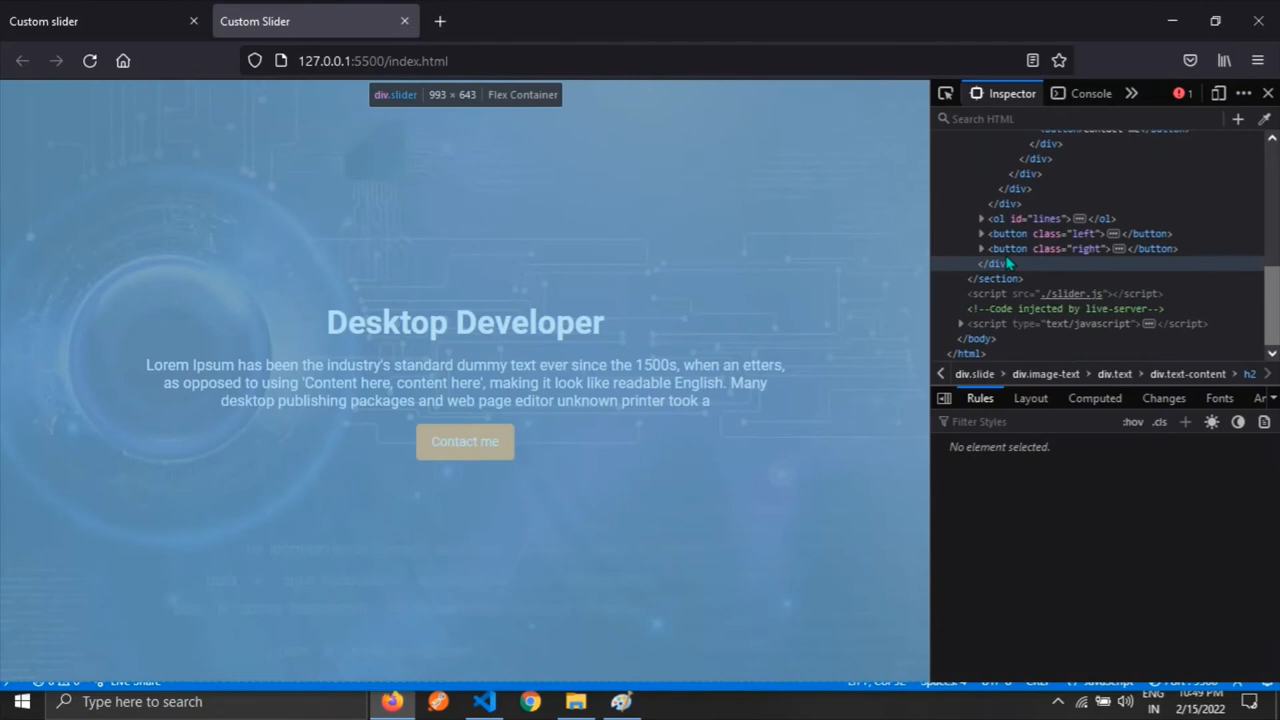 Custom slider
Custom Slider
127.0.0.1:5500/index.html
div.slider 993 × 643 Flex Container
Inspector
Console
1
Search HTML
</div>
</div>
</div>
</div>
</div>
<ol id="lines"></ol>
<button class="left"></button>
<button class="right"></button>
</div>
</section>
<script src="./slider.js"></script>
<!--Code injected by live-server-->
<script type="text/javascript"></script>
</body>
</html>
div.slide
div.image-text
div.text
div.text-content
h2
Rules
Layout
Computed
Changes
Fonts
Ar
Filter Styles
:hov
.cls
No element selected.
Desktop Developer
Lorem Ipsum has been the industry's standard dummy text ever since the 1500s, when an etters,
as opposed to using 'Content here, content here', making it look like readable English. Many
desktop publishing packages and web page editor unknown printer took a
Contact me
Live Share
Type here to search
ENG
IN
10:49 PM
2/15/2022